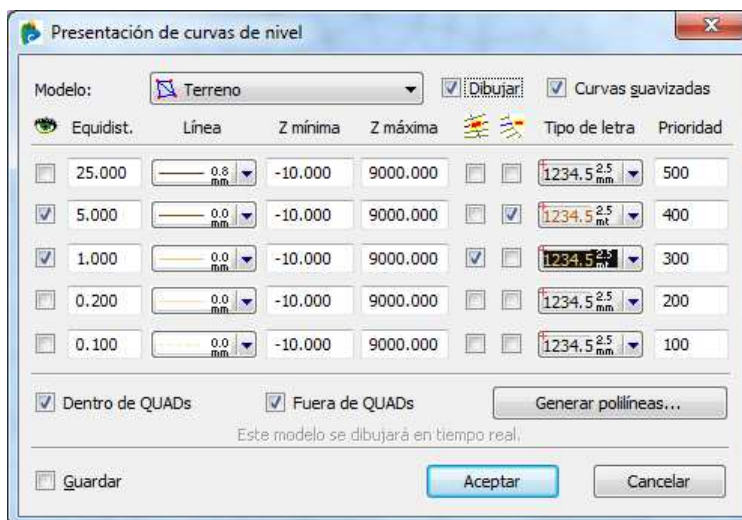 Presentación de curvas de nivel
Modelo: Terreno Dibujar Curvas suavizadas
Equidist. Línea Z mínima Z máxima Tipo de letra Prioridad
25.000 0.8 mm -10.000 9000.000 1234.5 2.5 mm 500
5.000 0.0 mm -10.000 9000.000 1234.5 2.5 mt 400
1.000 0.0 mm -10.000 9000.000 1234.5 2.5 mt 300
0.200 0.0 mm -10.000 9000.000 1234.5 2.5 mm 200
0.100 0.0 mm -10.000 9000.000 1234.5 2.5 mm 100
Dentro de QUADs Fuera de QUADs Generar polilíneas...
Este modelo se dibujará en tiempo real.
Guardar Aceptar Cancelar